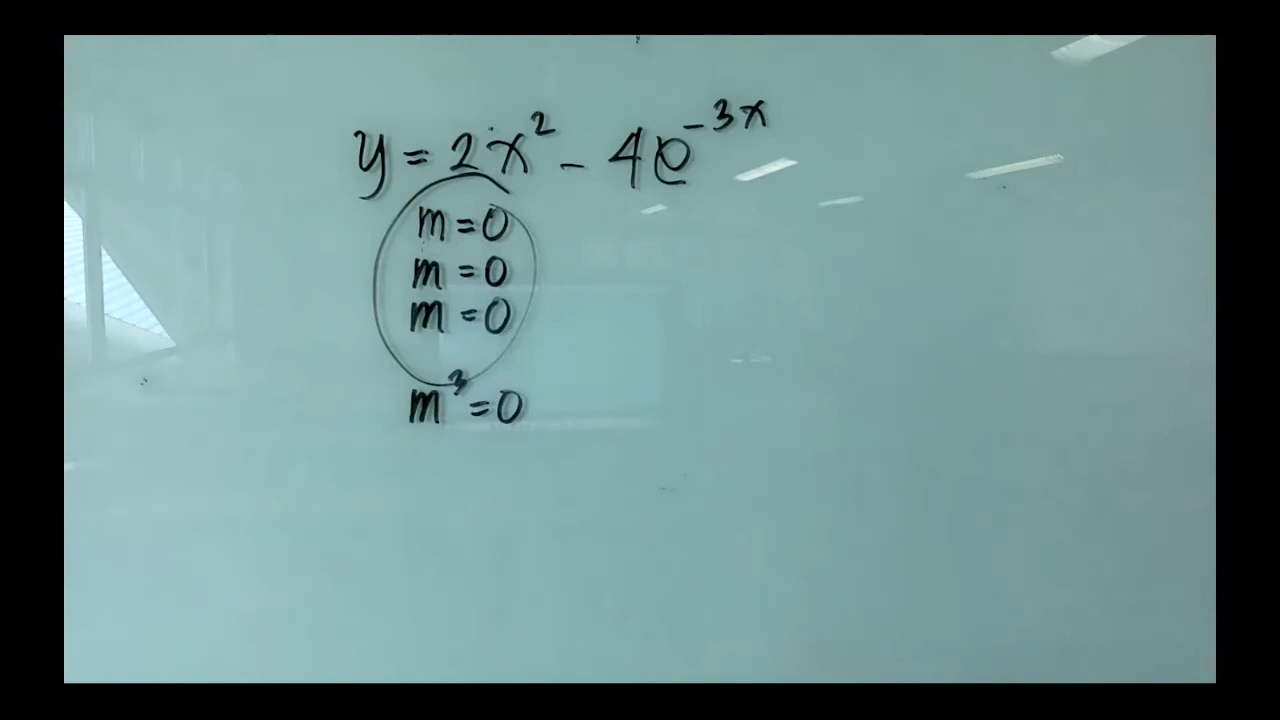 y = 2x² - 4e⁻³ˣ
m = 0
m = 0
m = 0
m³ = 0